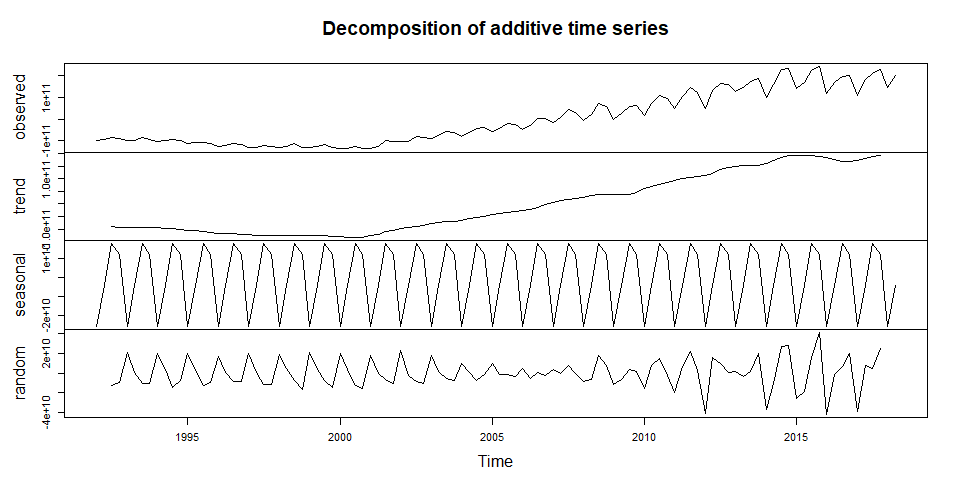 Decomposition of additive time series
observed
-1e+11 1e+11
trend
0.0e+00 1.0e+11
seasonal
-2e+10 1e+10
random
-4e+10 2e+10
1995 2000 2005 2010 2015
Time